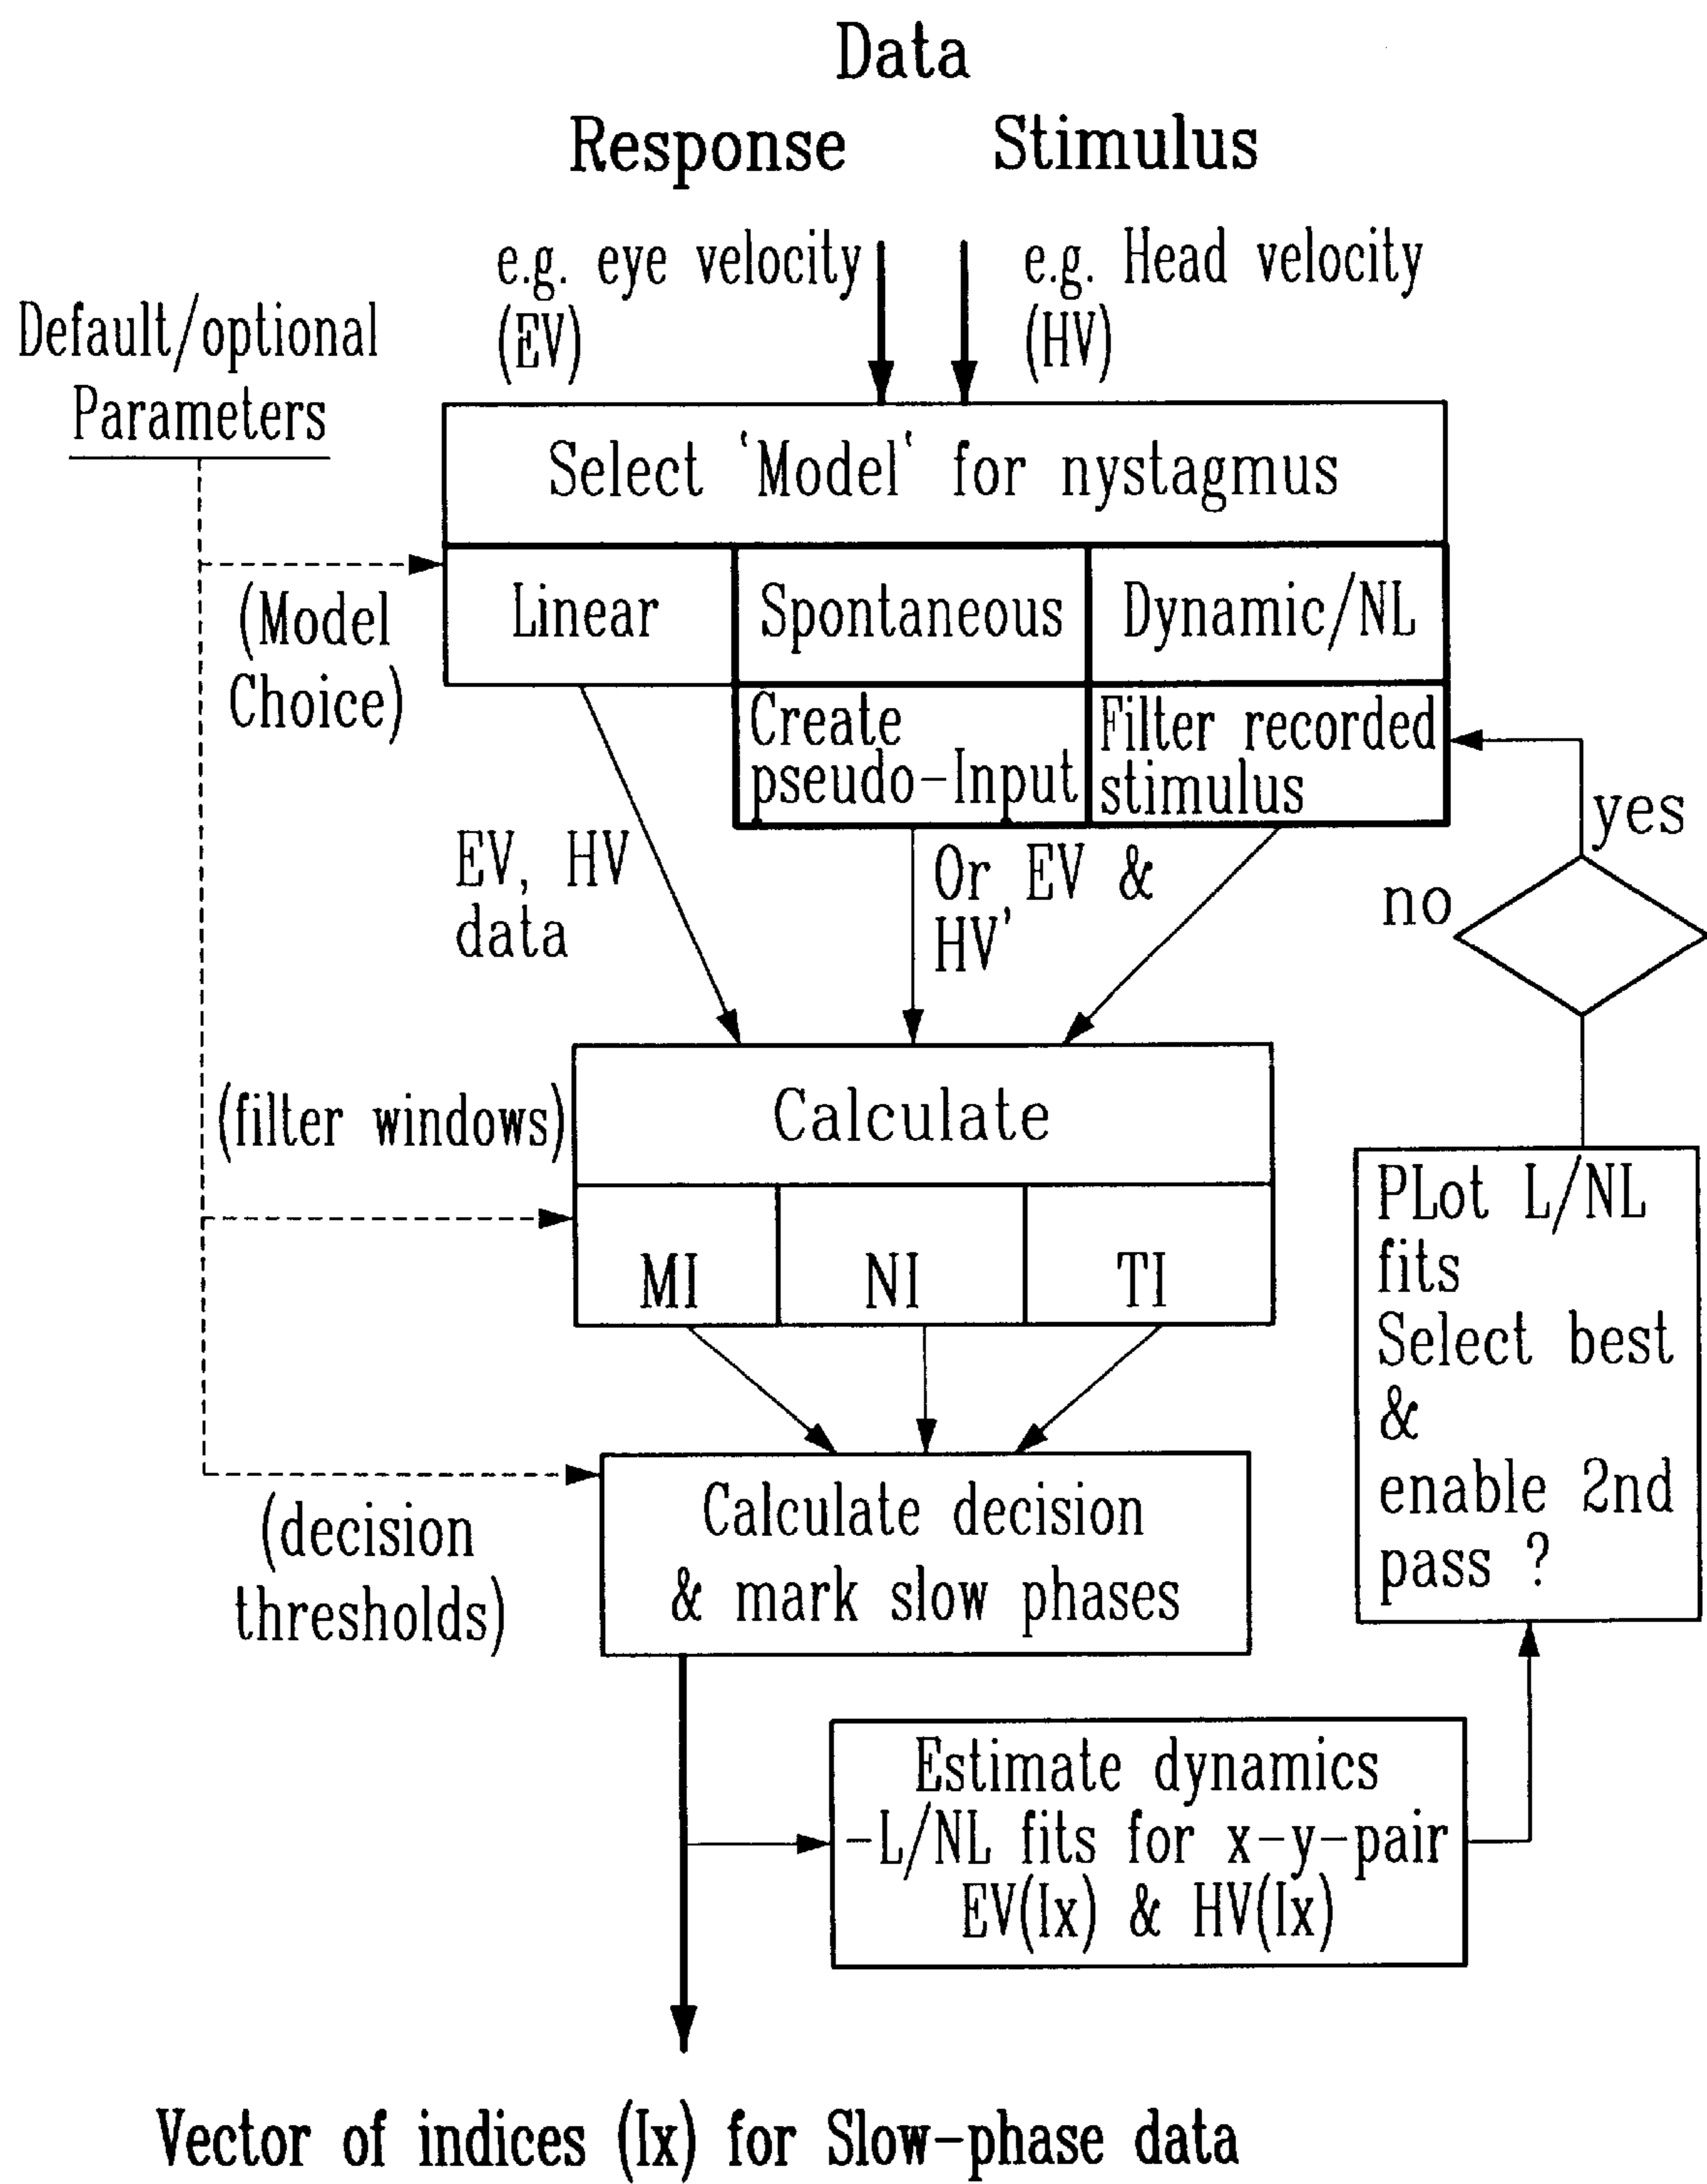 Data
Response Stimulus
e.g. eye velocity
(EV)
e.g. Head velocity
(HV)
Default/optional
Parameters
Select 'Model' for nystagmus
Linear
Spontaneous
Dynamic/NL
(Model
Choice)
Create
pseudo-Input
Filter recorded
stimulus
yes
no
EV, HV
data
Or EV &
HV'
(filter windows)
Calculate
MI
NI
TI
PLot L/NL
fits
Select best
&
enable 2nd
pass ?
(decision
thresholds)
Calculate decision
& mark slow phases
Estimate dynamics
-L/NL fits for x-y-pair
EV(Ix) & HV(Ix)
Vector of indices (Ix) for Slow-phase data